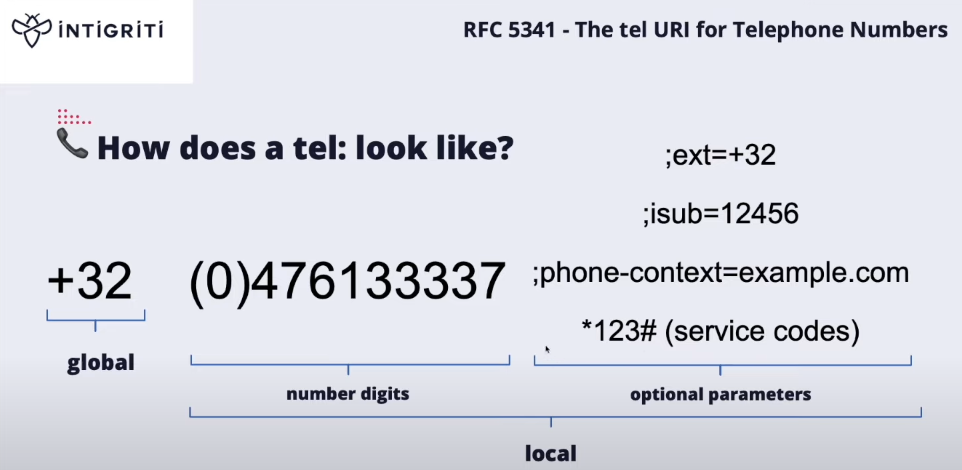 INTIGRITI
RFC 5341 - The tel URI for Telephone Numbers
How does a tel: look like?
;ext=+32
;isub=12456
+32 (0)476133337 ;phone-context=example.com
*123# (service codes)
global
number digits
optional parameters
local